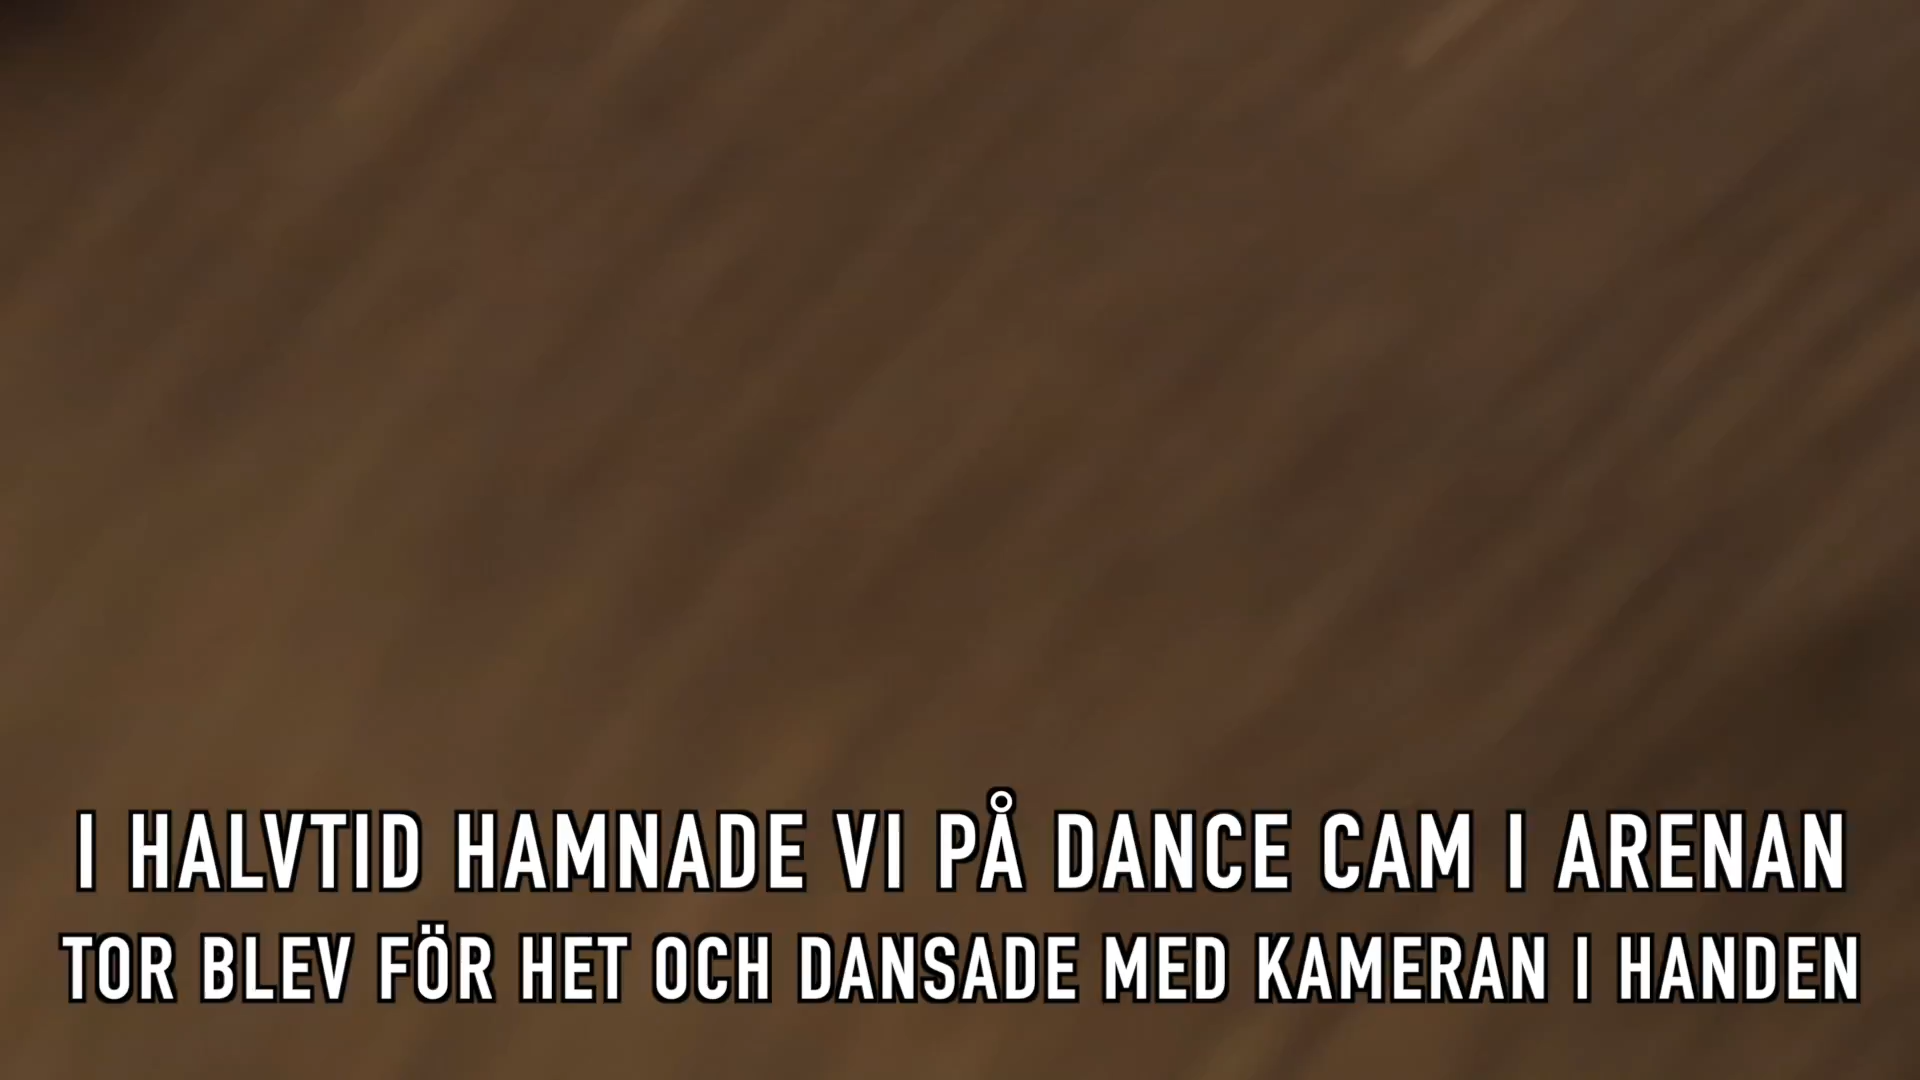 I HALVTID HAMNADE VI PÅ DANCE CAM I ARENAN
TOR BLEV FÖR HET OCH DANSADE MED KAMERAN I HANDEN